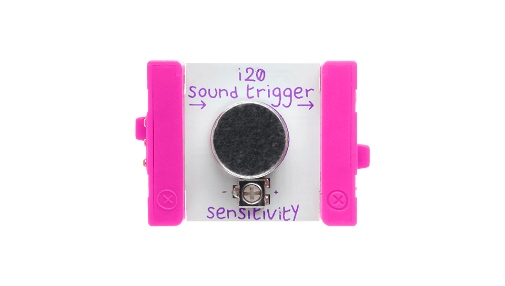 i20
sound trigger
→ →
- +
sensitivity